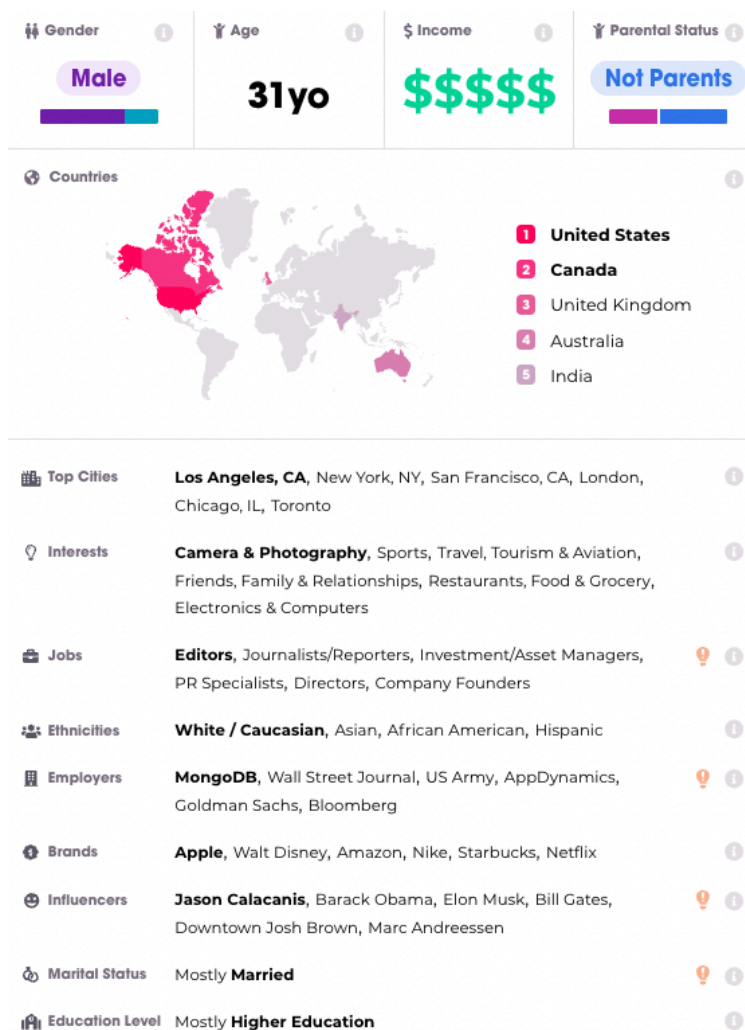 Gender
Male
Age
31yo
$ Income
$$$$$
Parental Status
Not Parents
Countries
1 United States
2 Canada
3 United Kingdom
4 Australia
5 India
Top Cities
Los Angeles, CA, New York, NY, San Francisco, CA, London,
Chicago, IL, Toronto
Interests
Camera & Photography, Sports, Travel, Tourism & Aviation,
Friends, Family & Relationships, Restaurants, Food & Grocery,
Electronics & Computers
Jobs
Editors, Journalists/Reporters, Investment/Asset Managers,
PR Specialists, Directors, Company Founders
Ethnicities
White / Caucasian, Asian, African American, Hispanic
Employers
MongoDB, Wall Street Journal, US Army, AppDynamics,
Goldman Sachs, Bloomberg
Brands
Apple, Walt Disney, Amazon, Nike, Starbucks, Netflix
Influencers
Jason Calacanis, Barack Obama, Elon Musk, Bill Gates,
Downtown Josh Brown, Marc Andreessen
Marital Status
Mostly Married
Education Level
Mostly Higher Education